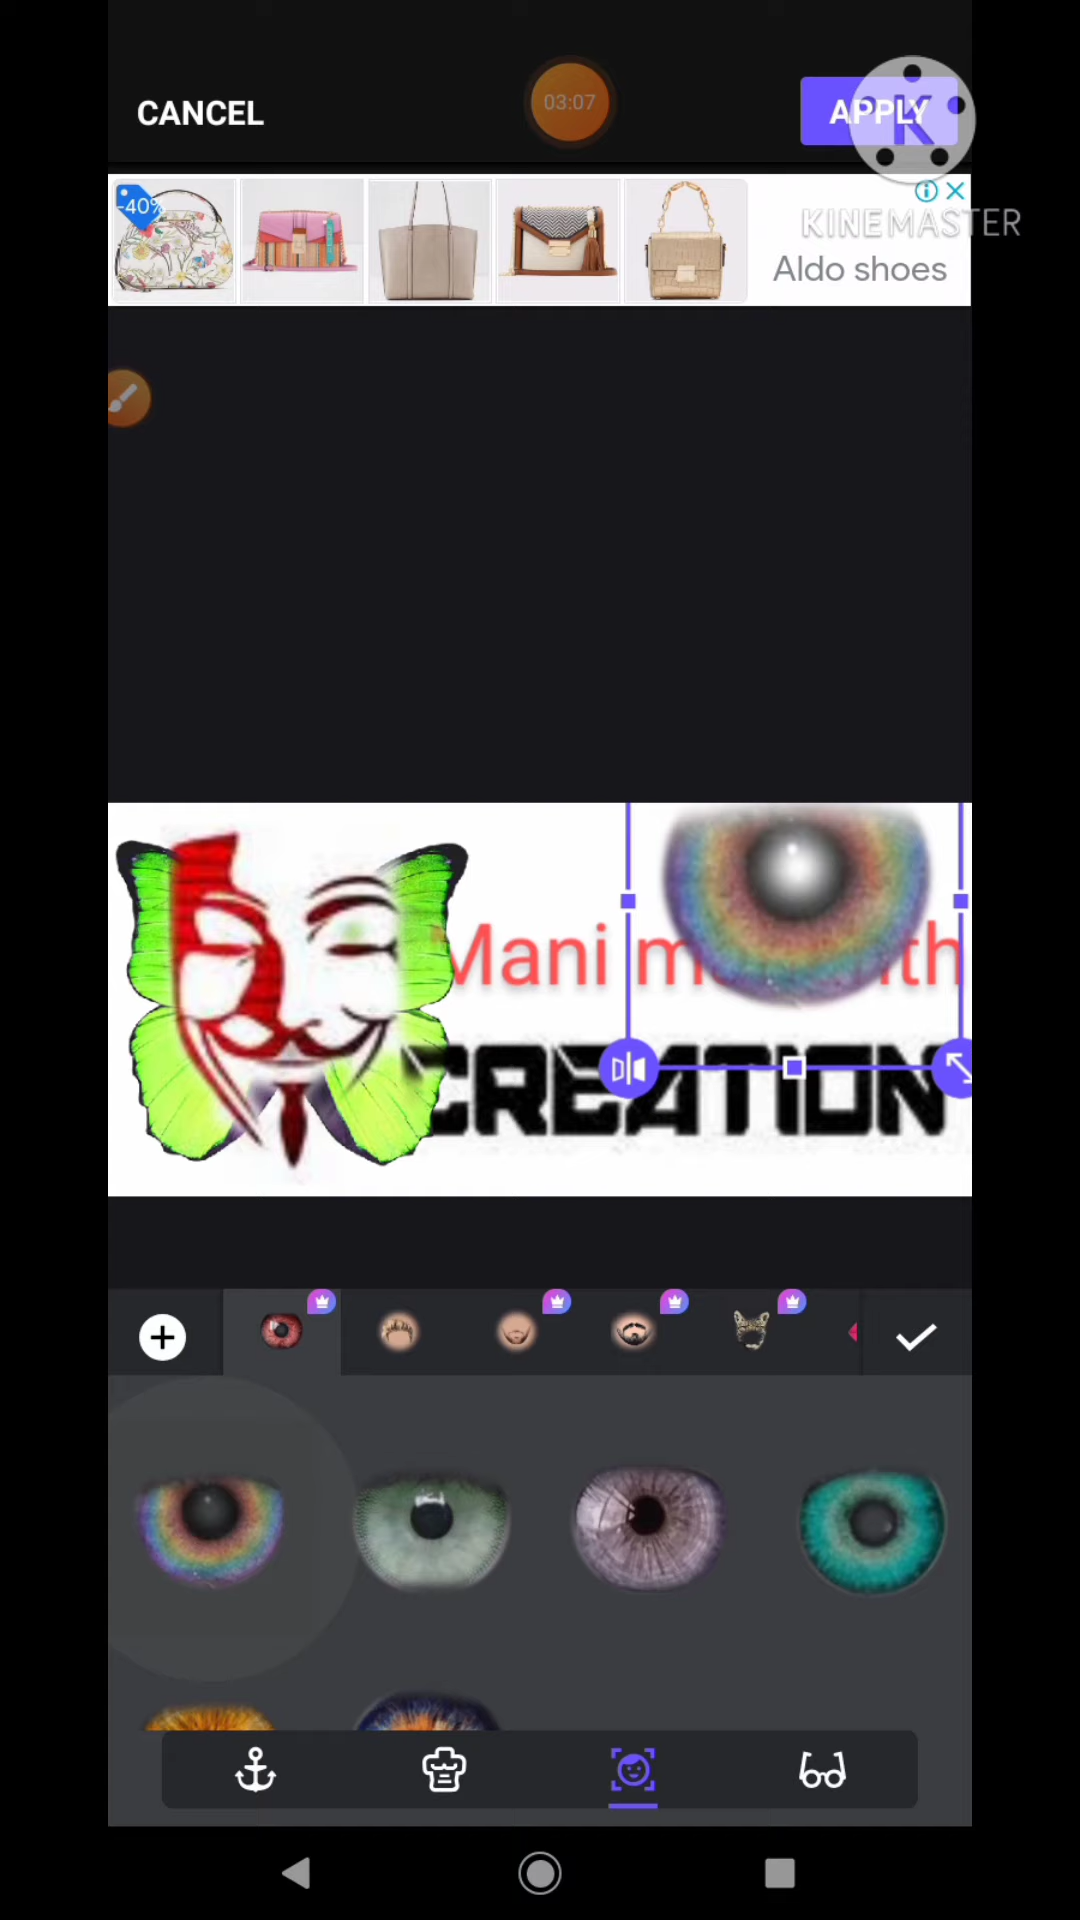 CANCEL
03:07
APPLY
K
-40%
KINEMASTER
Aldo shoes
Mani m
th
CREATION